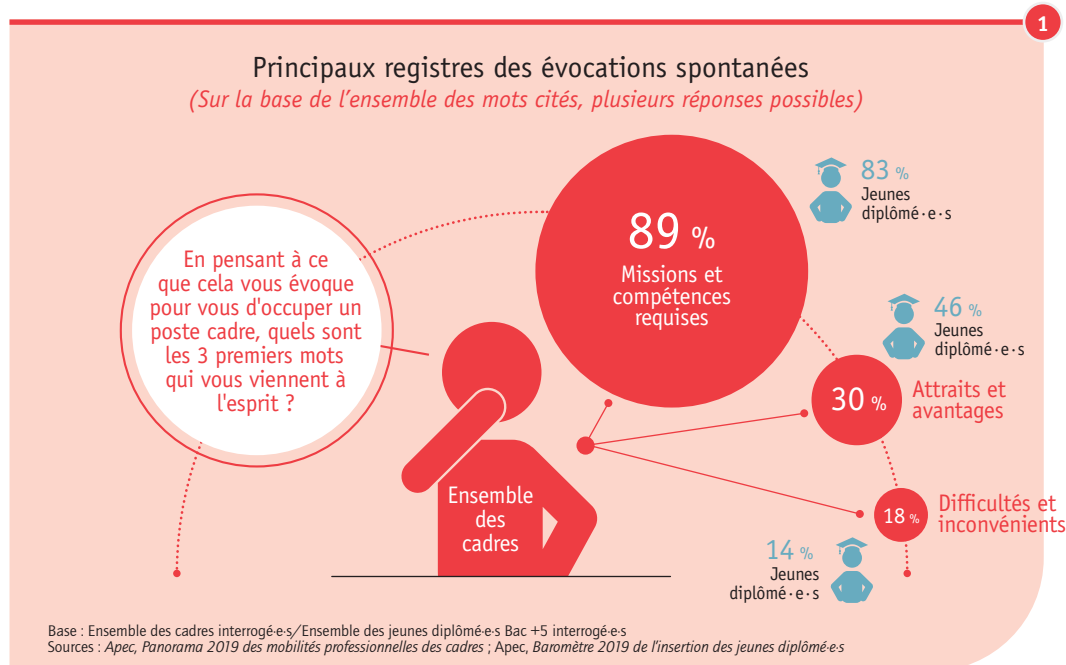 1
Principaux registres des évocations spontanées
(Sur la base de l'ensemble des mots cités, plusieurs réponses possibles)
En pensant à ce
que cela vous évoque
pour vous d'occuper un
poste cadre, quels sont
les 3 premiers mots
qui vous viennent à
l'esprit ?
89 %
Missions et
compétences
requises
83 %
Jeunes
diplômé·e·s
46 %
Jeunes
diplômé·e·s
30 %
Attraits et
avantages
Ensemble
des
cadres
18 %
Difficultés et
inconvénients
14 %
Jeunes
diplômé·e·s
Base : Ensemble des cadres interrogé·e·s/Ensemble des jeunes diplômé·e·s Bac +5 interrogé·e·s
Sources : Apec, Panorama 2019 des mobilités professionnelles des cadres ; Apec, Baromètre 2019 de l'insertion des jeunes diplômé·e·s